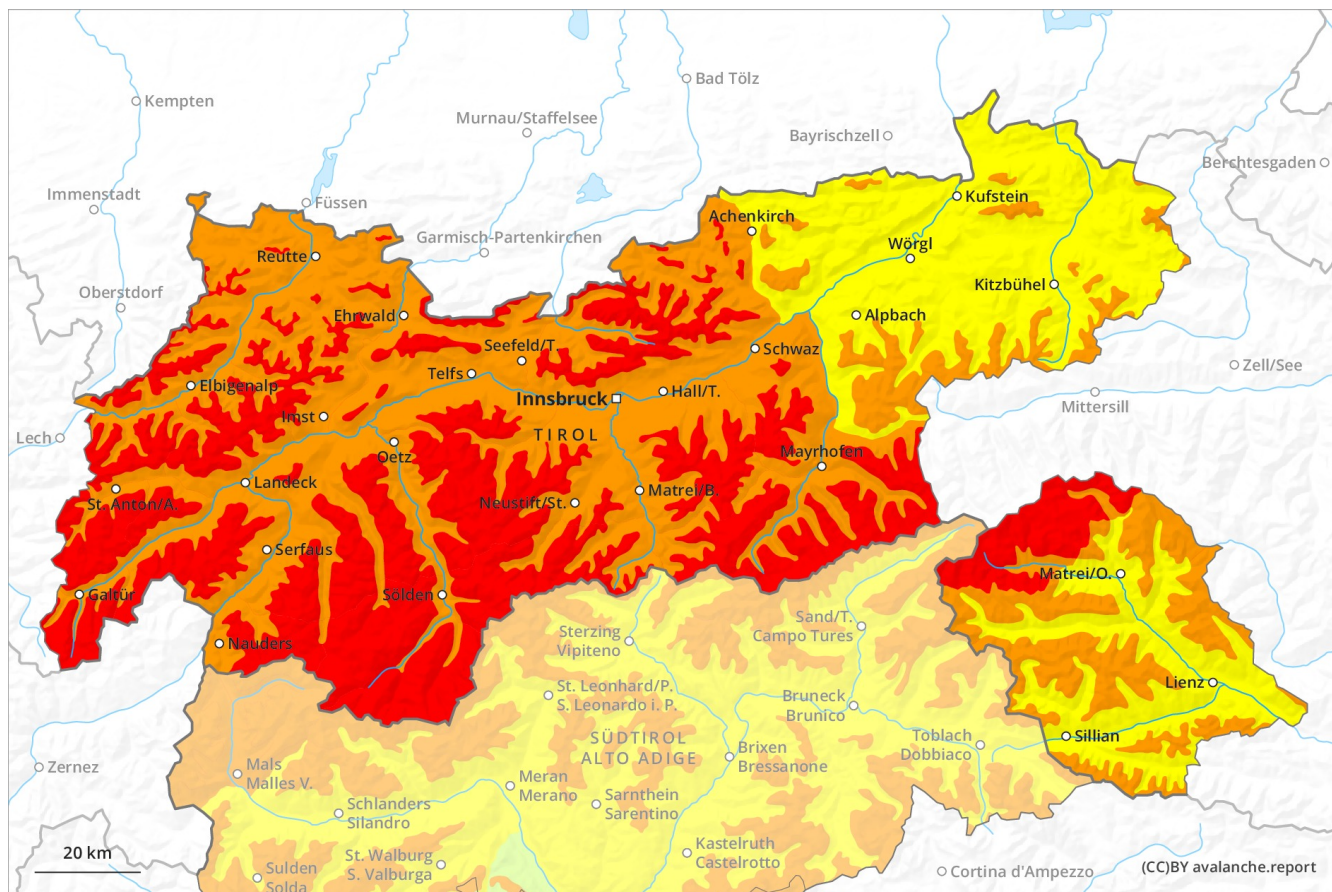 Bad Tölz
Kempten
Murnau/Staffelsee
Bayrischzell
Berchtesgaden
Immenstadt
Füssen
Kufstein
Achenkirch
Garmisch-Partenkirchen
Wörgl
Reutte
Kitzbühel
Oberstdorf
Ehrwald
Alpbach
Seefeld/T.
Schwaz
Zell/See
Telfs
Elbigenalp
Hall/T.
Innsbruck
Mittersill
Imst
Lech
TIROL
Mayrhofen
Oetz
Landeck
Matrei/B.
St. Anton/A.
Neustift/St.
Serfaus
Matrei/O.
Galtür
Sölden
Sand/T.
Campo Tures
Sterzing
Vipiteno
Nauders
Lienz
St. Leonhard/P.
S. Leonardo i. P.
Bruneck
Brunico
Sillian
SÜDTIROL
ALTO ADIGE
Toblach
Dobbiaco
Brixen
Bressanone
Zernez
Mals
Malles V.
Meran
Merano
Sarnthein
Sarentino
Schlanders
Silandro
Kastelruth
Castelrotto
20 km
St. Walburg
S. Valburga
Sulden
Solda
Cortina d'Ampezzo
(CC)BY avalanche.report